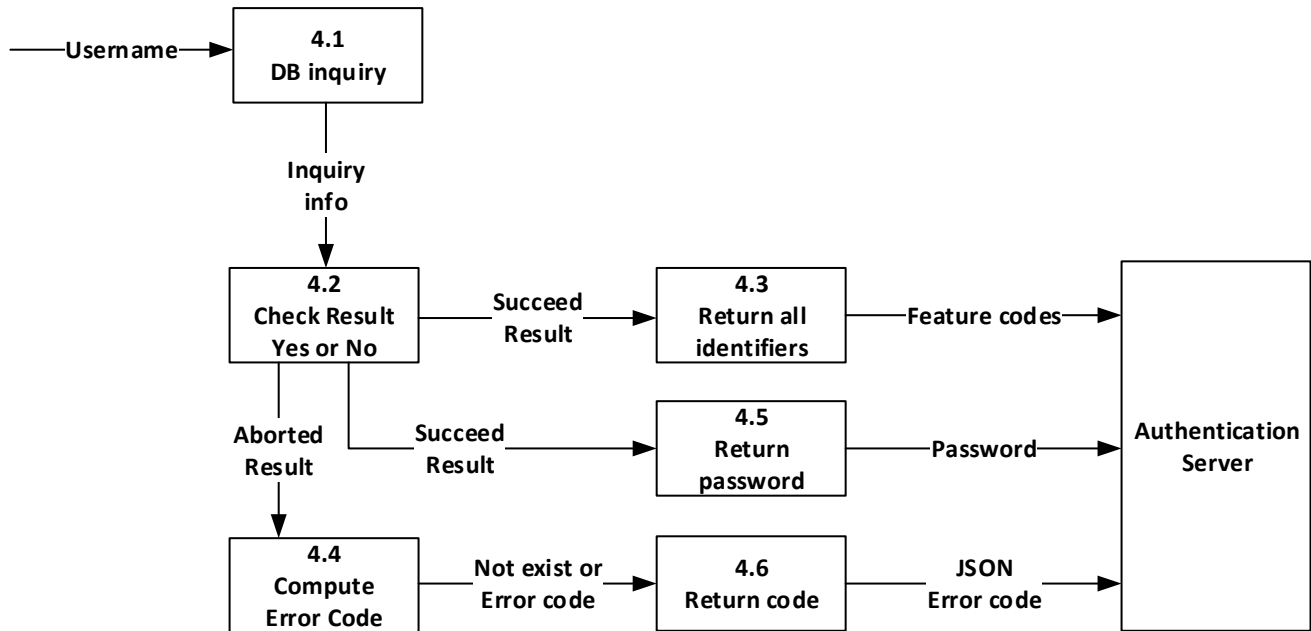 Username
4.1
DB inquiry
Inquiry
info
4.2
Check Result
Yes or No
Succeed
Result
4.3
Return all
identifiers
Feature codes
Aborted
Result
Succeed
Result
4.5
Return
password
Password
Authentication
Server
4.4
Compute
Error Code
Not exist or
Error code
4.6
Return code
JSON
Error code